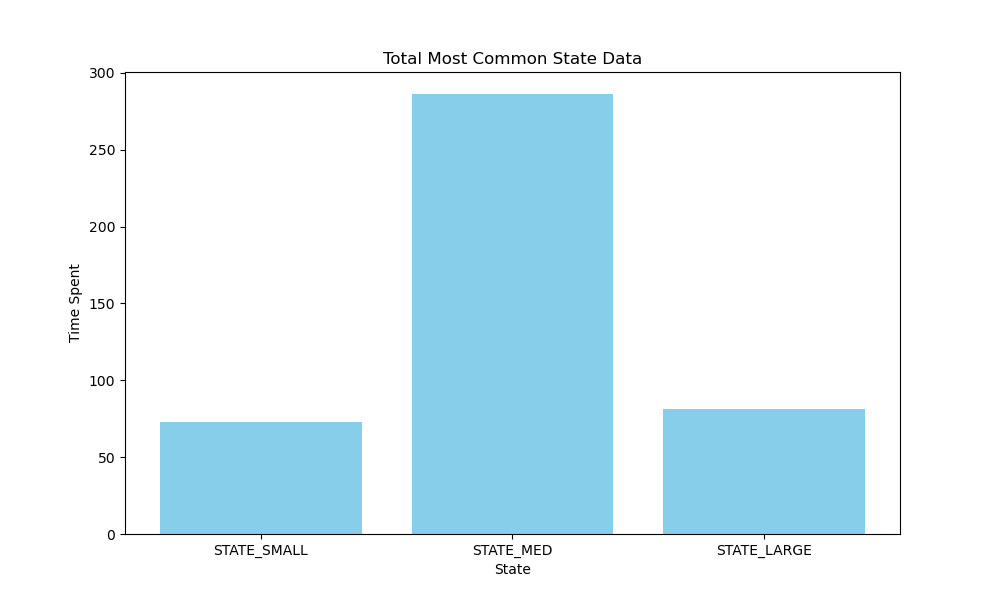 Total Most Common State Data
300
250
200
150
100
50
0
Time Spent
STATE_SMALL
STATE_MED
STATE_LARGE
State